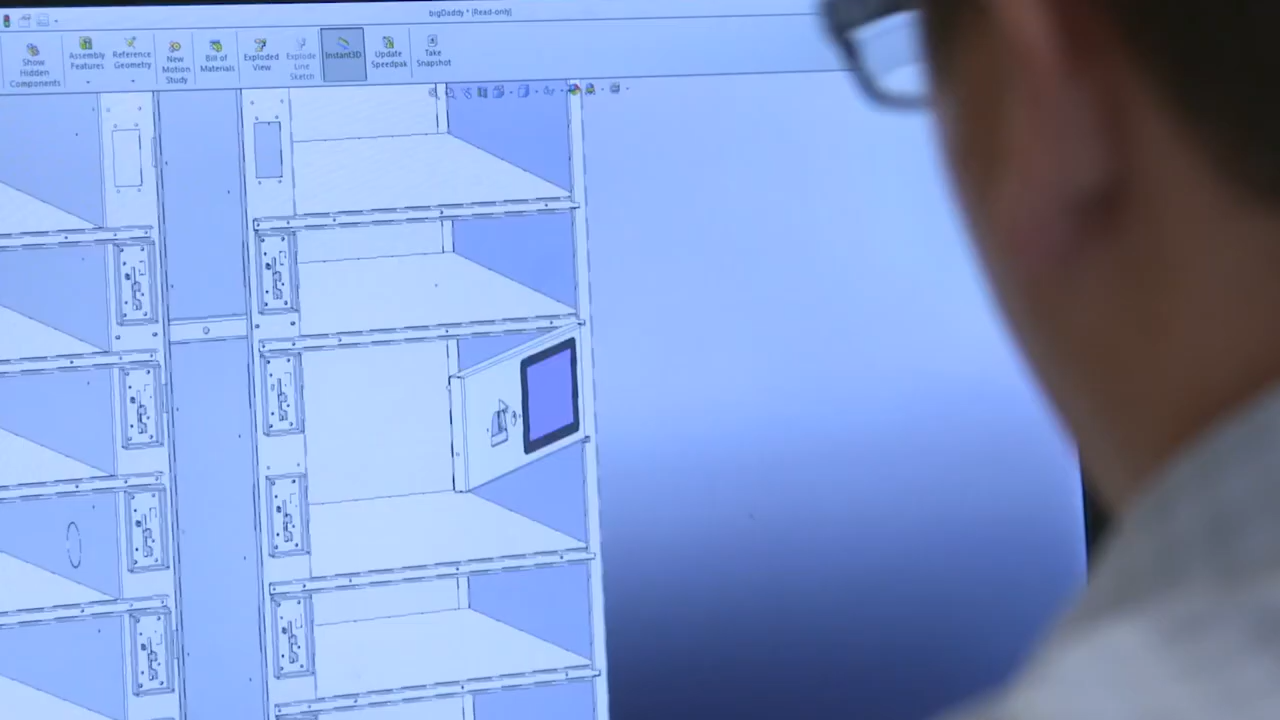 bigDaddy * [Read-only]
Show
Hidden
Components
Assembly
Features
Reference
Geometry
New
Motion
Study
Bill of
Materials
Exploded
View
Explode
Line
Sketch
Instant3D
Update
Speedpak
Take
Snapshot